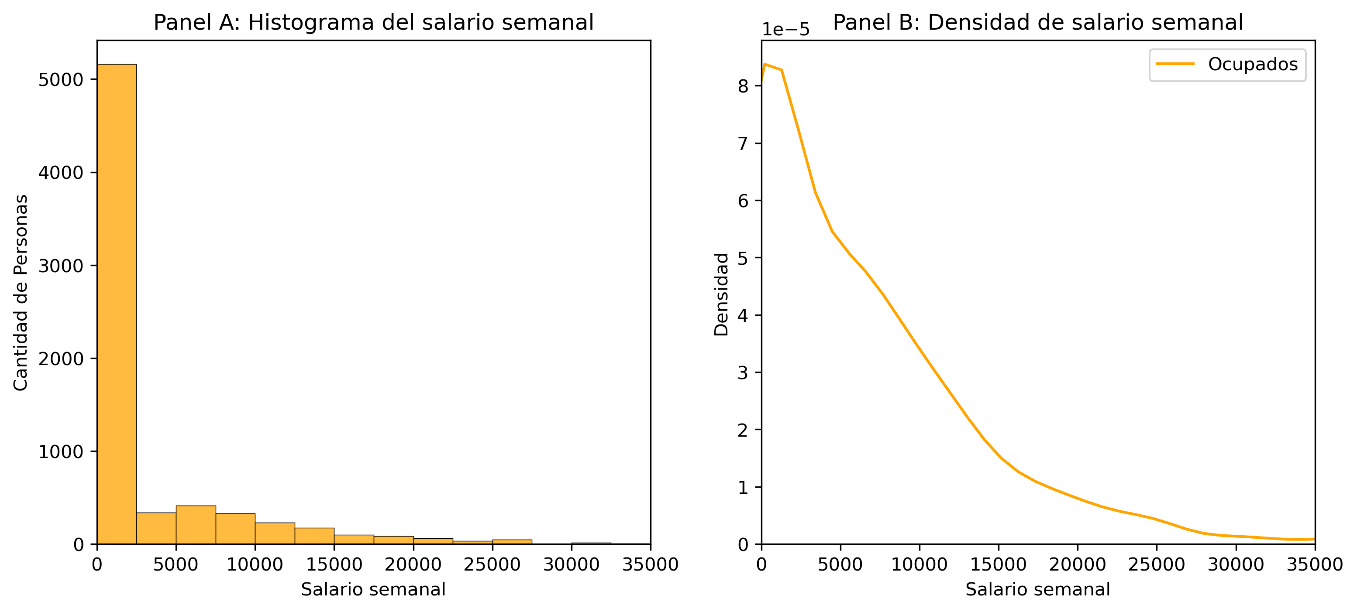 Panel A: Histograma del salario semanal
5000
4000
3000
2000
1000
0
Cantidad de Personas
0 5000 10000 15000 20000 25000 30000 35000
Salario semanal
Panel B: Densidad de salario semanal
1e−5
Ocupados
8
7
6
5
4
3
2
1
0
Densidad
0 5000 10000 15000 20000 25000 30000 35000
Salario semanal